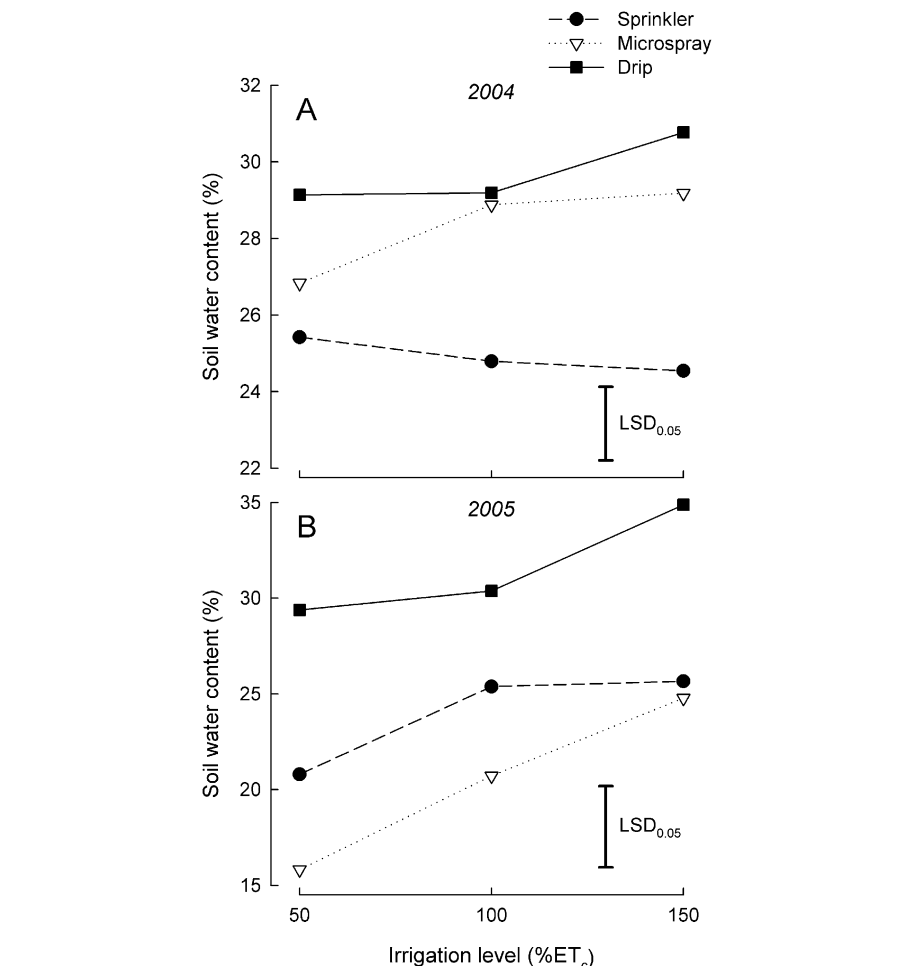 Sprinkler
Microspray
Drip
A
2004
32
30
28
26
24
22
Soil water content (%)
LSD0.05
B
2005
35
30
25
20
15
Soil water content (%)
LSD0.05
50 100 150
Irrigation level (%ETc)